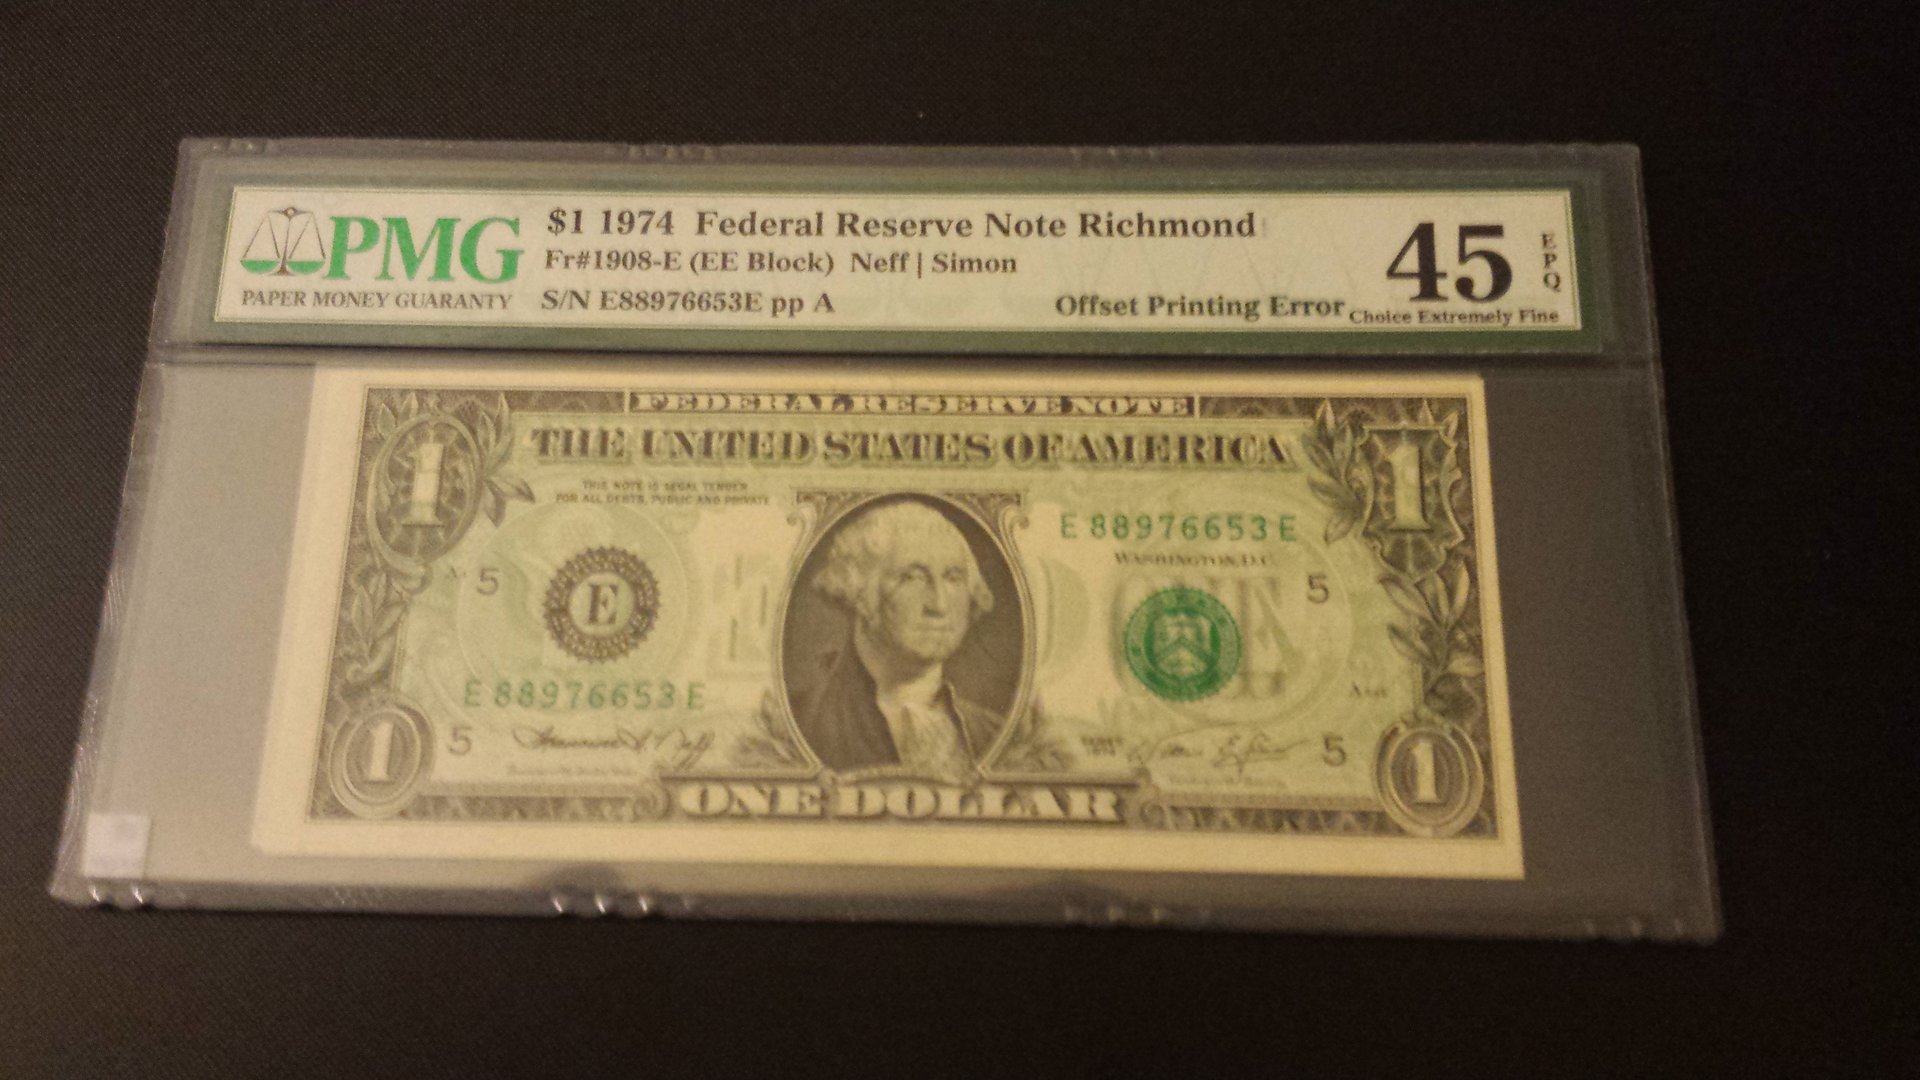 PMG
PAPER MONEY GUARANTY
$1 1974 Federal Reserve Note Richmond
Fr#1908-E (EE Block) Neff | Simon
S/N E88976653E pp A
Offset Printing Error
45
EPQ
Choice Extremely Fine
FEDERAL RESERVE NOTE
THE UNITED STATES OF AMERICA
1
1
THIS NOTE IS LEGAL TENDER
FOR ALL DEBTS, PUBLIC AND PRIVATE
E 88976653 E
WASHINGTON, D.C.
5
E
5
E 88976653 E
5
5
1
ONE DOLLAR
1